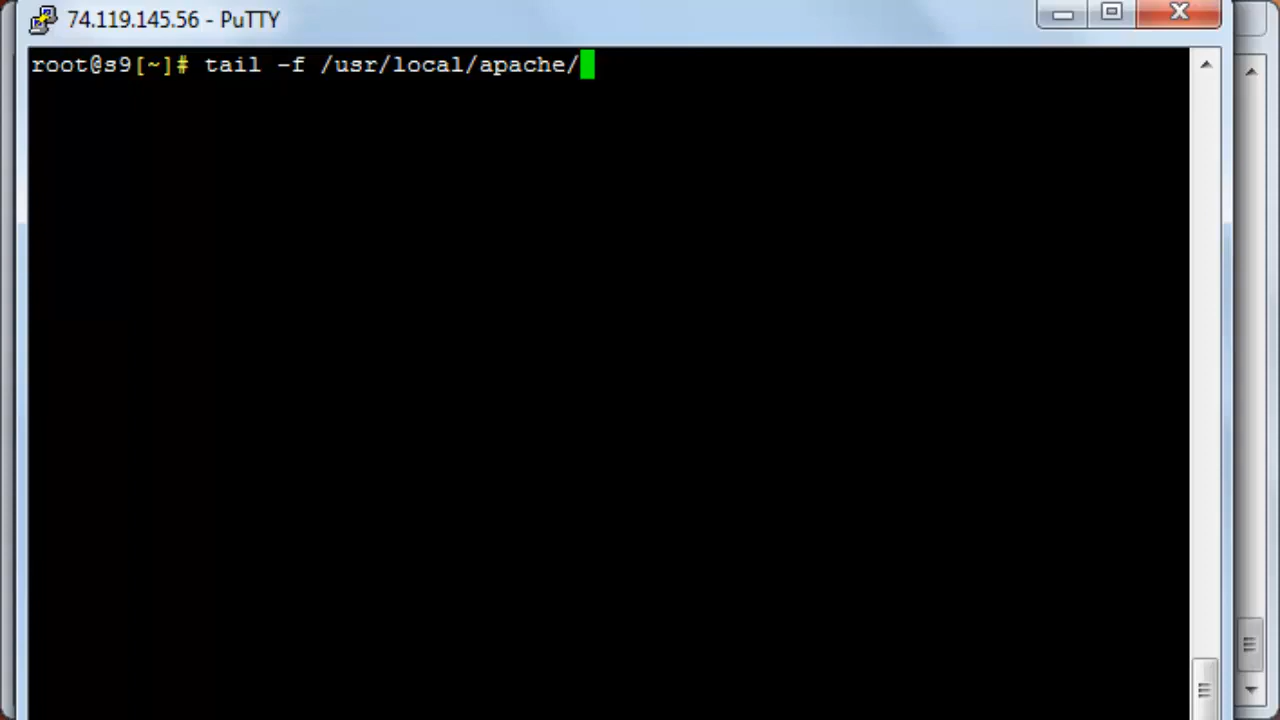 74.119.145.56 - PuTTY
root@s9[~]# tail -f /usr/local/apache/